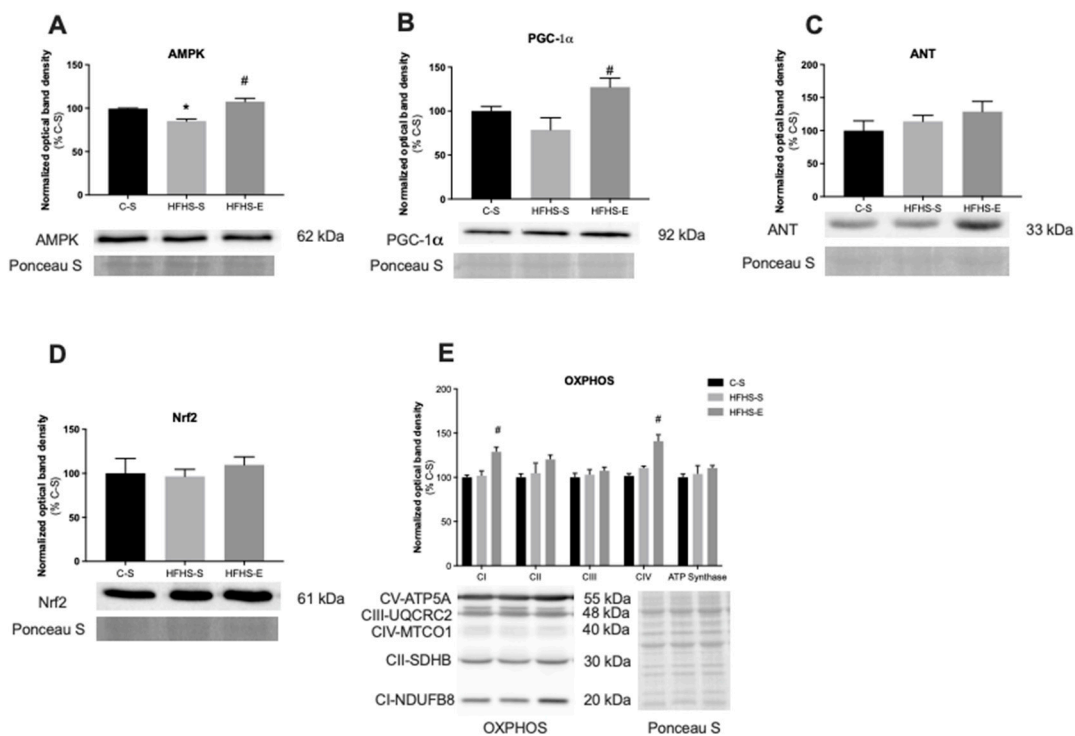 A
AMPK
Normalized optical band density
(% C-S)
150
100
50
0
*
#
C-S HFHS-S HFHS-E
AMPK 62 kDa
Ponceau S
B
PGC-1α
Normalized optical band density
(% C-S)
150
100
50
0
#
C-S HFHS-S HFHS-E
PGC-1α 92 kDa
Ponceau S
C
ANT
Normalized optical band density
(% C-S)
200
150
100
50
0
C-S HFHS-S HFHS-E
ANT 33 kDa
Ponceau S
D
Nrf2
Normalized optical band density
(% C-S)
150
100
50
0
C-S HFHS-S HFHS-E
Nrf2 61 kDa
Ponceau S
E
OXPHOS
Normalized optical band density
(% C-S)
200
150
100
50
0
#
#
C-S
HFHS-S
HFHS-E
CI CII CIII CIV ATP Synthase
CV-ATP5A 55 kDa
CIII-UQCRC2 48 kDa
CIV-MTCO1 40 kDa
CII-SDHB 30 kDa
CI-NDUFB8 20 kDa
OXPHOS Ponceau S